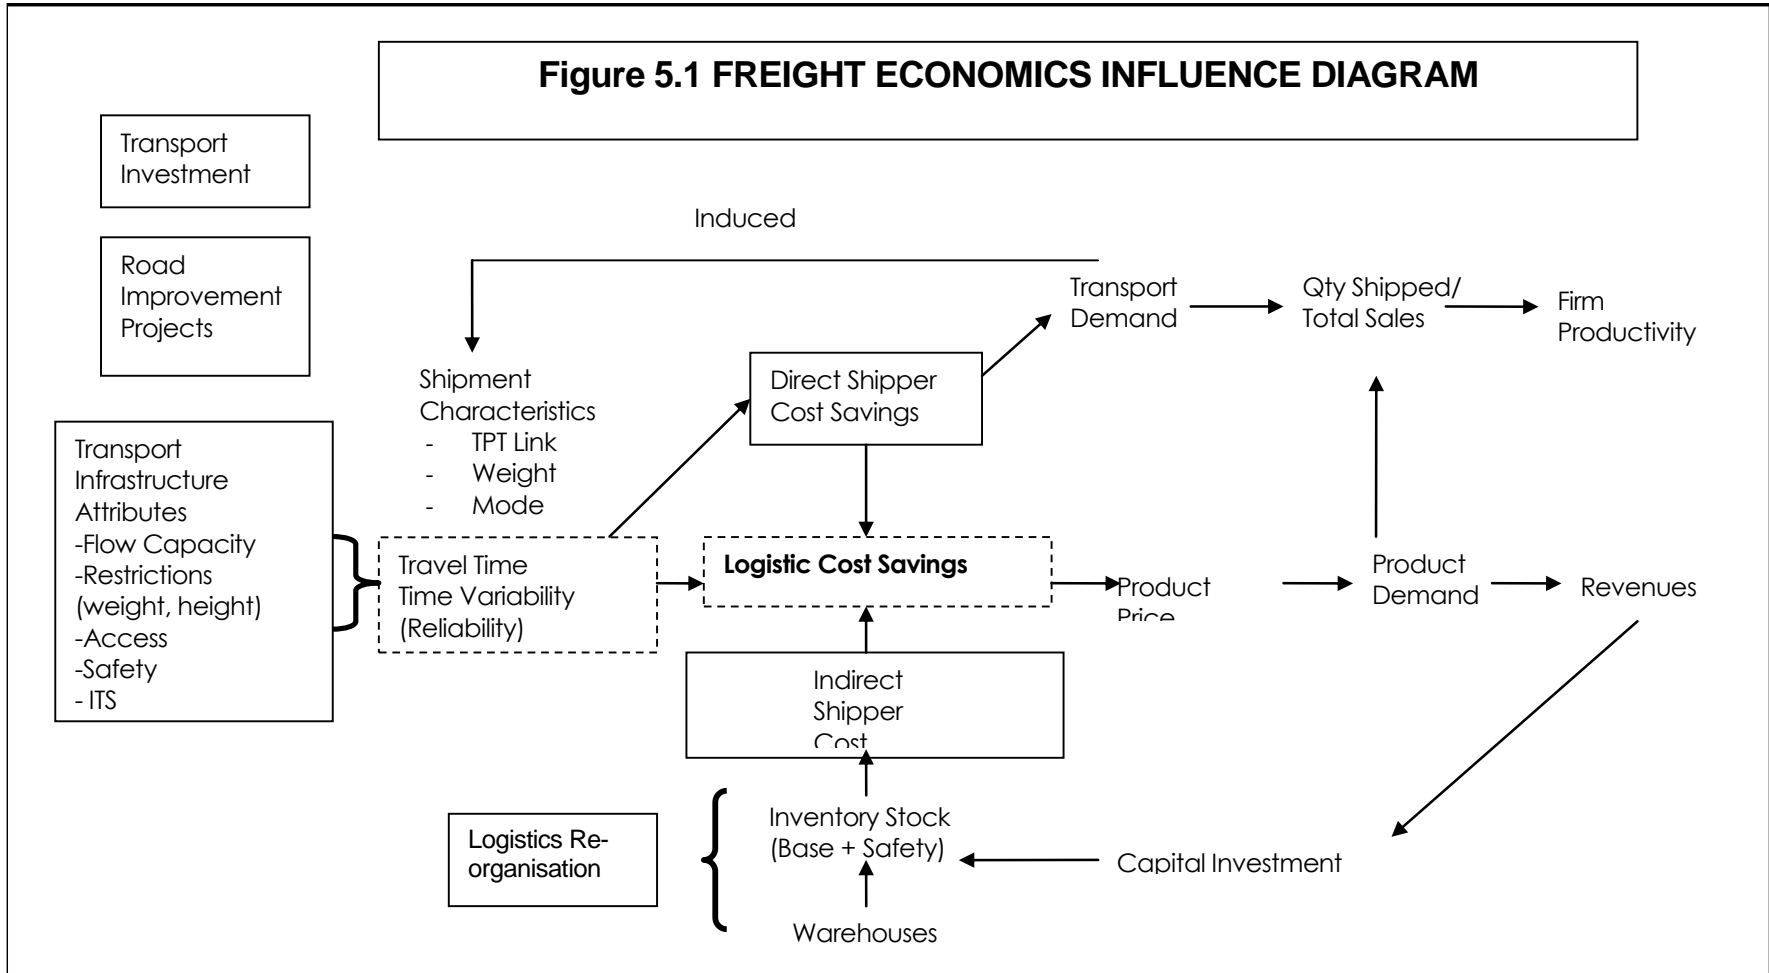 Figure 5.1 FREIGHT ECONOMICS INFLUENCE DIAGRAM
Transport
Investment
Road
Improvement
Projects
Induced
Transport
Demand
Qty Shipped/
Total Sales
Firm
Productivity
Shipment
Characteristics
- TPT Link
- Weight
- Mode
Direct Shipper
Cost Savings
Transport
Infrastructure
Attributes
-Flow Capacity
-Restrictions
(weight, height)
-Access
-Safety
- ITS
Travel Time
Time Variability
(Reliability)
Logistic Cost Savings
Product
Price
Product
Demand
Revenues
Indirect
Shipper
Cost
Logistics Re-
organisation
Inventory Stock
(Base + Safety)
Capital Investment
Warehouses